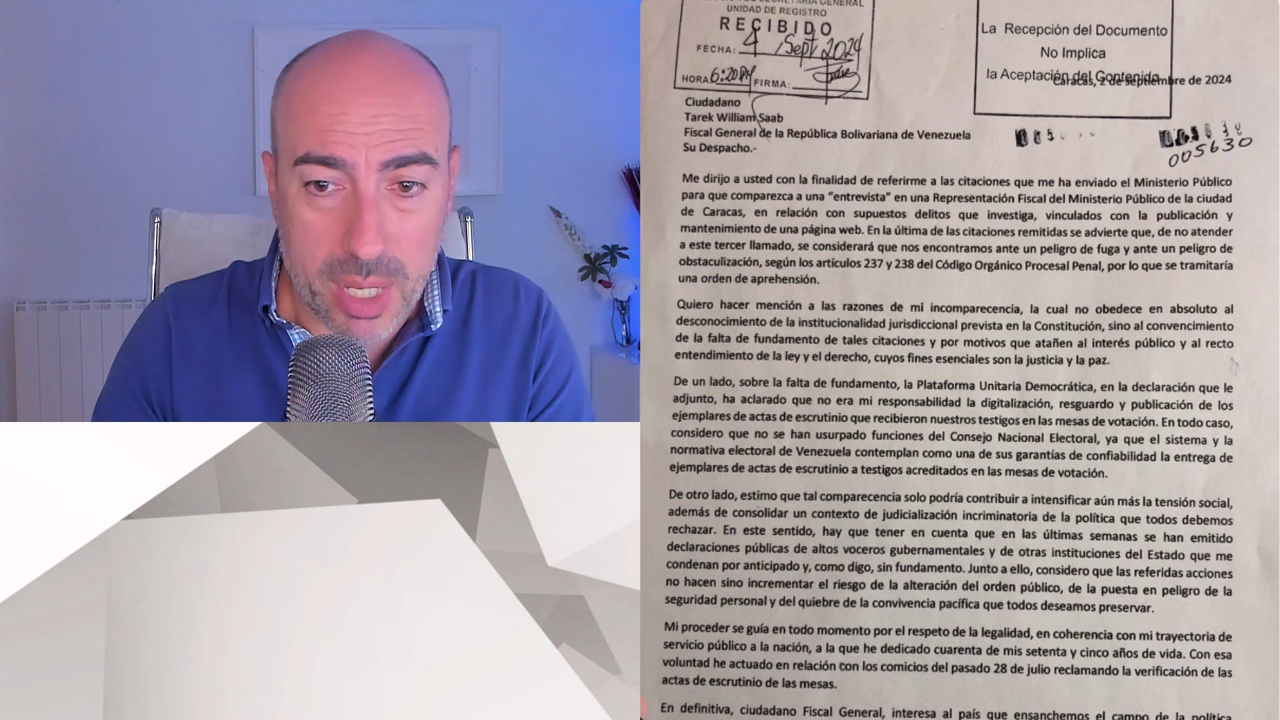 UNIDAD DE REGISTRO
RECIBIDO
FECHA: 4 /Sept/2024
HORA 6:20PM FIRMA:
La Recepción del Documento
No Implica
la Aceptación del Contenido
Caracas, 2 de septiembre de 2024
Ciudadano
Tarek William Saab
Fiscal General de la República Bolivariana de Venezuela
Su Despacho.-
005630
Me dirijo a usted con la finalidad de referirme a las citaciones que me ha enviado el Ministerio Público
para que comparezca a una “entrevista” en una Representación Fiscal del Ministerio Público de la ciudad
de Caracas, en relación con supuestos delitos que investiga, vinculados con la publicación y
mantenimiento de una página web. En la última de las citaciones remitidas se advierte que, de no atender
a este tercer llamado, se considerará que nos encontramos ante un peligro de fuga y ante un peligro de
obstaculización, según los artículos 237 y 238 del Código Orgánico Procesal Penal, por lo que se tramitaría
una orden de aprehensión.
Quiero hacer mención a las razones de mi incomparecencia, la cual no obedece en absoluto al
desconocimiento de la institucionalidad jurisdiccional prevista en la Constitución, sino al convencimiento
de la falta de fundamento de tales citaciones y por motivos que atañen al interés público y al recto
entendimiento de la ley y el derecho, cuyos fines esenciales son la justicia y la paz.
De un lado, sobre la falta de fundamento, la Plataforma Unitaria Democrática, en la declaración que le
adjunto, ha aclarado que no era mi responsabilidad la digitalización, resguardo y publicación de los
ejemplares de actas de escrutinio que recibieron nuestros testigos en las mesas de votación. En todo caso,
considero que no se han usurpado funciones del Consejo Nacional Electoral, ya que el sistema y la
normativa electoral de Venezuela contemplan como una de sus garantías de confiabilidad la entrega de
ejemplares de actas de escrutinio a testigos acreditados en las mesas de votación.
De otro lado, estimo que tal comparecencia solo podría contribuir a intensificar aún más la tensión social,
además de consolidar un contexto de judicialización incriminatoria de la política que todos debemos
rechazar. En este sentido, hay que tener en cuenta que en las últimas semanas se han emitido
declaraciones públicas de altos voceros gubernamentales y de otras instituciones del Estado que me
condenan por anticipado y, como digo, sin fundamento. Junto a ello, considero que las referidas acciones
no hacen sino incrementar el riesgo de la alteración del orden público, de la puesta en peligro de la
seguridad personal y del quiebre de la convivencia pacífica que todos deseamos preservar.
Mi proceder se guía en todo momento por el respeto de la legalidad, en coherencia con mi trayectoria de
servicio público a la nación, a la que he dedicado cuarenta de mis setenta y cinco años de vida. Con esa
voluntad he actuado en relación con los comicios del pasado 28 de julio reclamando la verificación de las
actas de escrutinio de las mesas.
En definitiva, ciudadano Fiscal General, interesa al país que ensanchemos el campo de la política